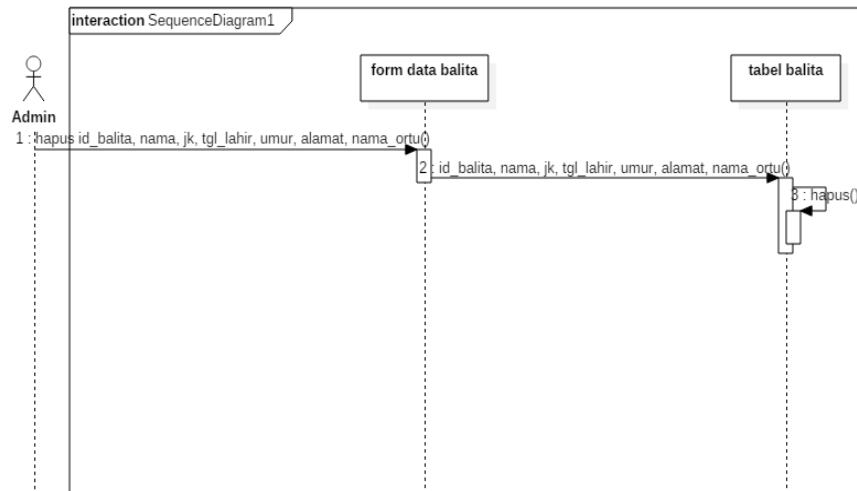 interaction SequenceDiagram1
form data balita
tabel balita
Admin
1 : hapus id_balita, nama, jk, tgl_lahir, umur, alamat, nama_ortu()
2 : id_balita, nama, jk, tgl_lahir, umur, alamat, nama_ortu()
3 : hapus()